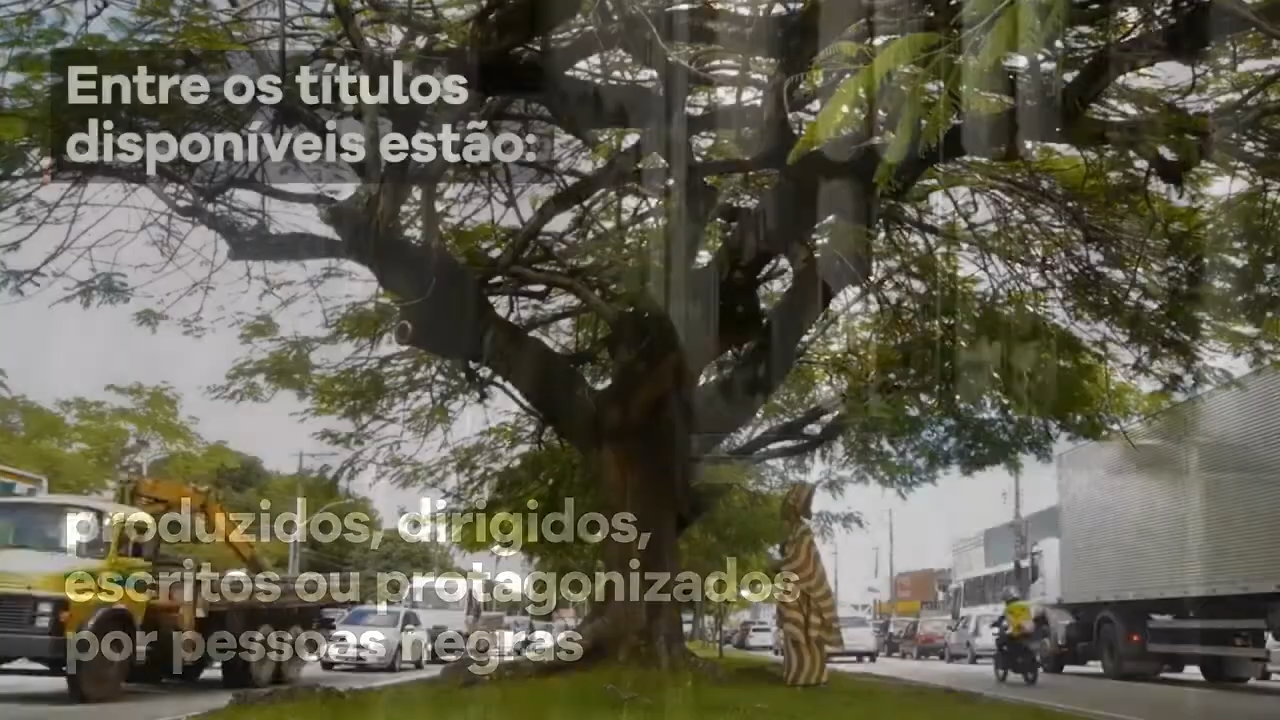 Entre os títulos
disponíveis estão:
produzidos, dirigidos,
escritos ou protagonizados
por pessoas negras